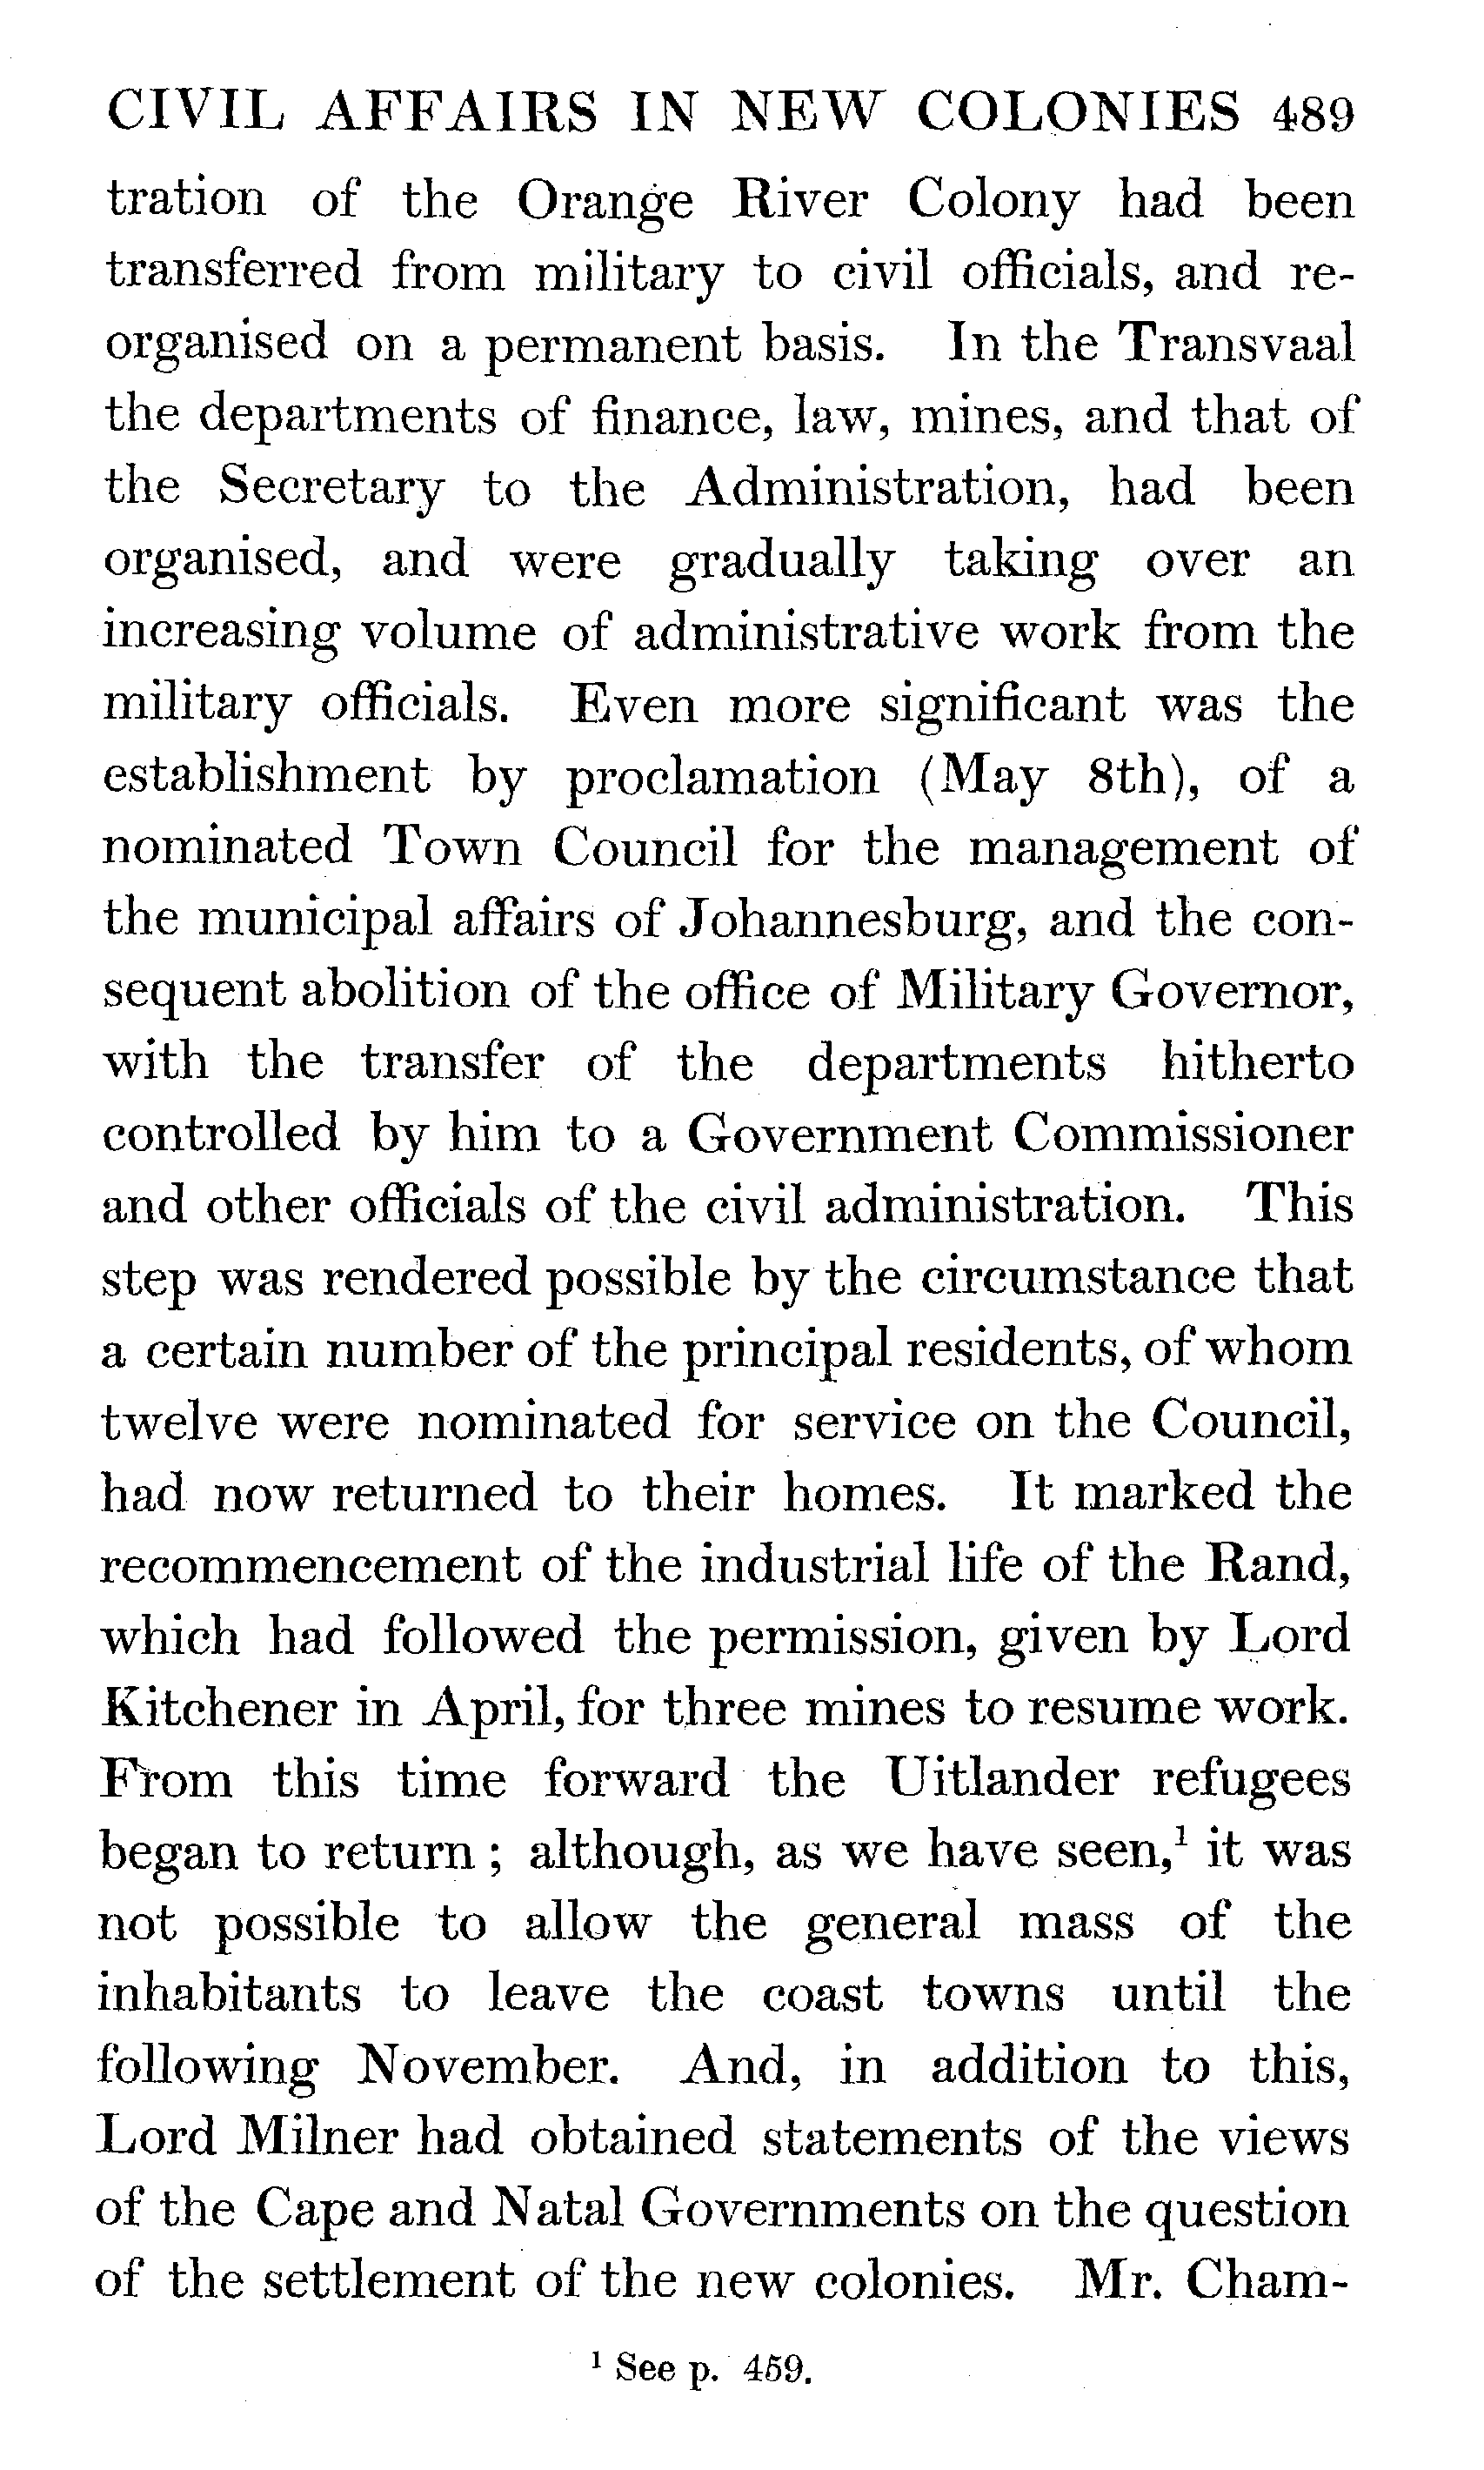 CIVIL AFFAIRS IN NEW COLONIES 489
tration of the Orange River Colony had been
transferred from military to civil officials, and re-
organised on a permanent basis. In the Transvaal
the departments of finance, law, mines, and that of
the Secretary to the Administration, had been
organised, and were gradually taking over an
increasing volume of administrative work from the
military officials. Even more significant was the
establishment by proclamation (May 8th), of a
nominated Town Council for the management of
the municipal affairs of Johannesburg, and the con-
sequent abolition of the office of Military Governor,
with the transfer of the departments hitherto
controlled by him to a Government Commissioner
and other officials of the civil administration. This
step was rendered possible by the circumstance that
a certain number of the principal residents, of whom
twelve were nominated for service on the Council,
had now returned to their homes. It marked the
recommencement of the industrial life of the Rand,
which had followed the permission, given by Lord
Kitchener in April, for three mines to resume work.
From this time forward the Uitlander refugees
began to return ; although, as we have seen,¹ it was
not possible to allow the general mass of the
inhabitants to leave the coast towns until the
following November. And, in addition to this,
Lord Milner had obtained statements of the views
of the Cape and Natal Governments on the question
of the settlement of the new colonies. Mr. Cham-
¹ See p. 459.